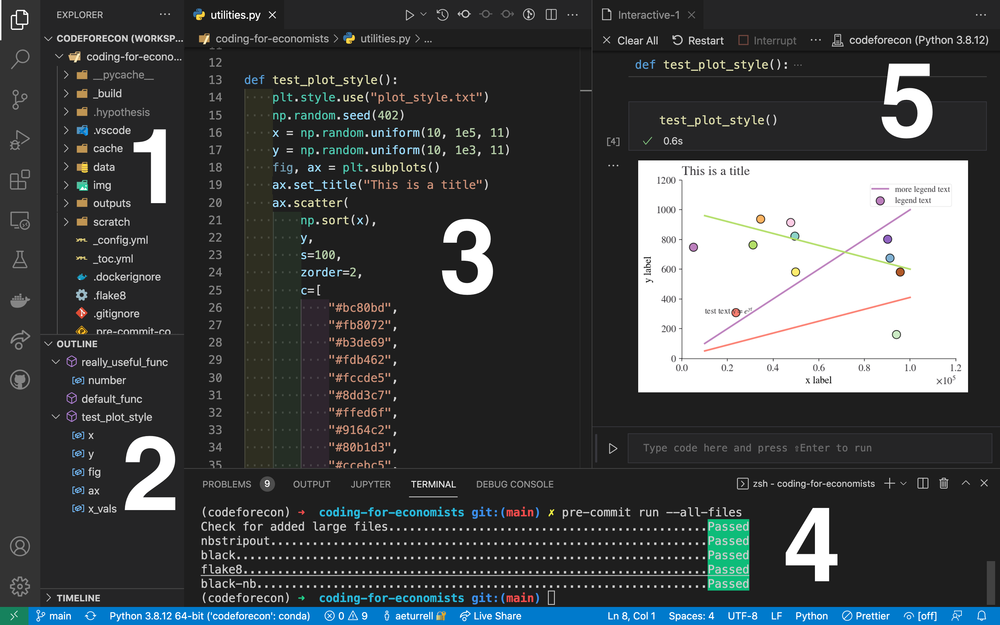 EXPLORER
CODEFORECON (WORKSP...
coding-for-econo...
__pycache__
_build
.hypothesis
.vscode
cache
data
img
outputs
scratch
_config.yml
_toc.yml
.dockerignore
.flake8
.gitignore
.pre-commit-co...
1
OUTLINE
really_useful_func
number
default_func
test_plot_style
x
y
fig
ax
x_vals
2
TIMELINE
utilities.py
coding-for-economists > utilities.py > ...
11
12
13 def test_plot_style():
14 plt.style.use("plot_style.txt")
15 np.random.seed(402)
16 x = np.random.uniform(10, 1e5, 11)
17 y = np.random.uniform(10, 1e3, 11)
18 fig, ax = plt.subplots()
19 ax.set_title("This is a title")
20 ax.scatter(
21 np.sort(x),
22 y,
23 s=100,
24 zorder=2,
25 c=[
26 "#bc80bd",
27 "#fb8072",
28 "#b3de69",
29 "#fdb462",
30 "#fccde5",
31 "#8dd3c7",
32 "#ffed6f",
33 "#9164c2",
34 "#80b1d3",
35 "#ccebc5",
3
Interactive-1
Clear All Restart Interrupt ... codeforecon (Python 3.8.12)
def test_plot_style(): ...
5
test_plot_style()
[4] 0.6s
This is a title
more legend text
legend text
1200
1000
800
600
400
200
0
y label
test text y = e^{γt}
0.0 0.2 0.4 0.6 0.8 1.0 1.2
x label
×10⁵
Type code here and press ⇧Enter to run
PROBLEMS 9 OUTPUT JUPYTER TERMINAL DEBUG CONSOLE
zsh - coding-for-economists
(codeforecon) ➜ coding-for-economists git:(main) ✗ pre-commit run --all-files
Check for added large files..............................................Passed
nbstripout...............................................................Passed
black....................................................................Passed
flake8...................................................................Passed
black-nb.................................................................Passed
(codeforecon) ➜ coding-for-economists git:(main)
4
main Python 3.8.12 64-bit ('codeforecon': conda) 0 9 aeturrell Live Share Ln 8, Col 1 Spaces: 4 UTF-8 LF Python Prettier [off]